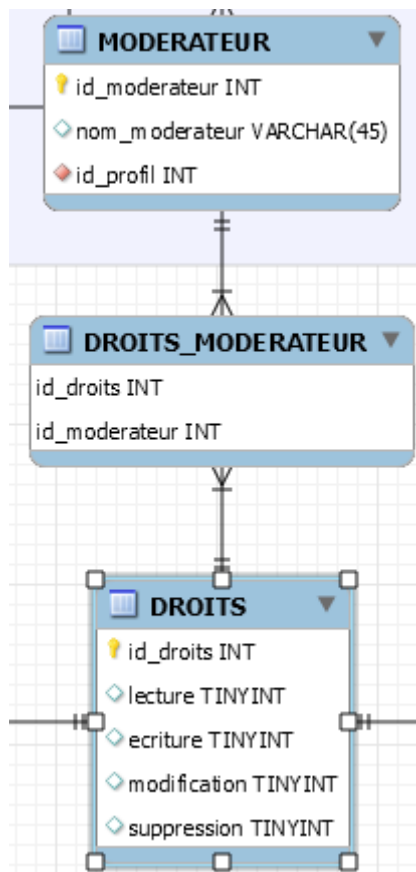 MODERATEUR
id_moderateur INT
nom_moderateur VARCHAR(45)
id_profil INT
DROITS_MODERATEUR
id_droits INT
id_moderateur INT
DROITS
id_droits INT
lecture TINYINT
ecriture TINYINT
modification TINYINT
suppression TINYINT